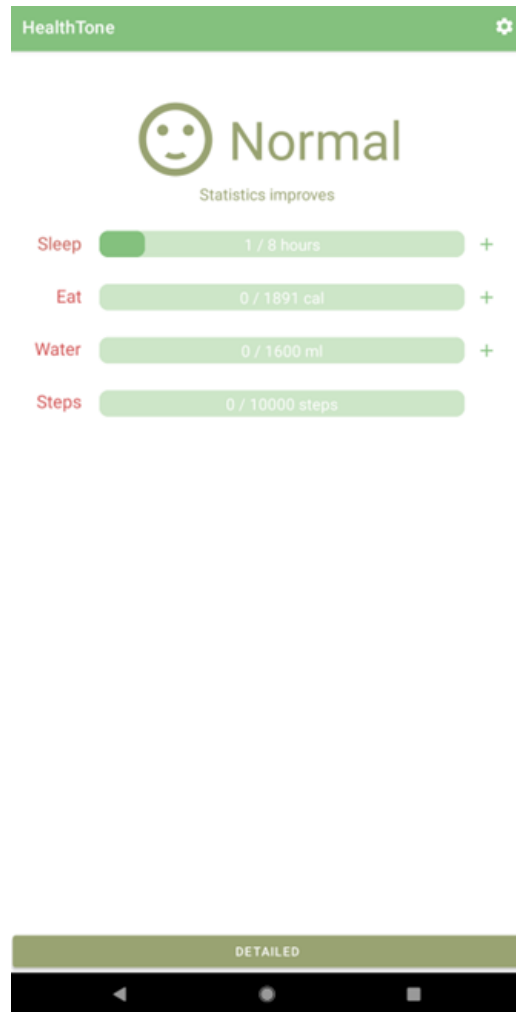 HealthTone
Normal
Statistics improves
Sleep 1 / 8 hours +
Eat 0 / 1891 cal +
Water 0 / 1600 ml +
Steps 0 / 10000 steps
DETAILED